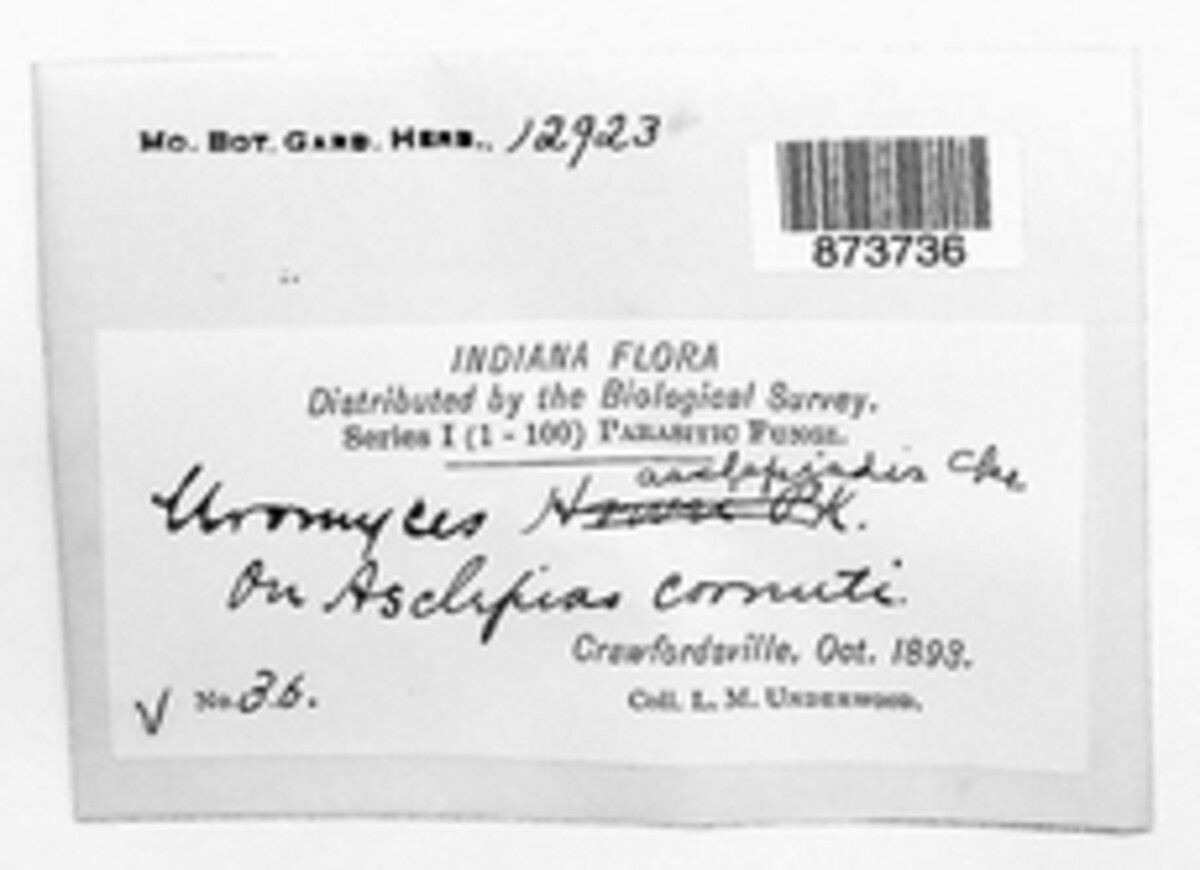 Mo. Bot. Gard. Herb., 12923
873736
INDIANA FLORA
Distributed by the Biological Survey.
Series I (1 - 100) Parasitic Fungi.
asclepiadis Cke
Uromyces Howei PK.
On Asclepias cornuti.
Crawfordsville, Oct. 1893.
No. 36.
Coll. L. M. Underwood.